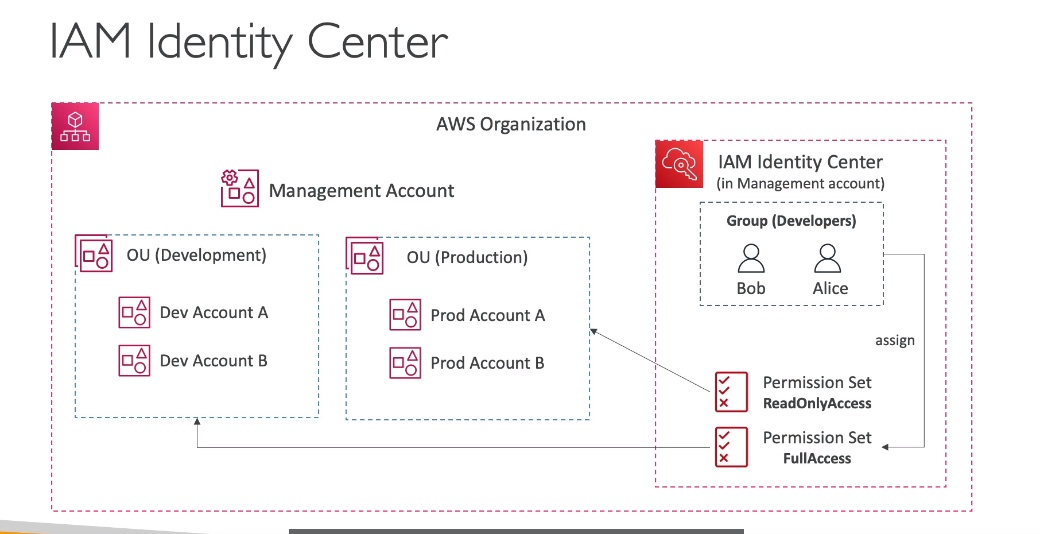 IAM Identity Center
AWS Organization
Management Account
OU (Development)
Dev Account A
Dev Account B
OU (Production)
Prod Account A
Prod Account B
IAM Identity Center
(in Management account)
Group (Developers)
Bob
Alice
assign
Permission Set
ReadOnlyAccess
Permission Set
FullAccess